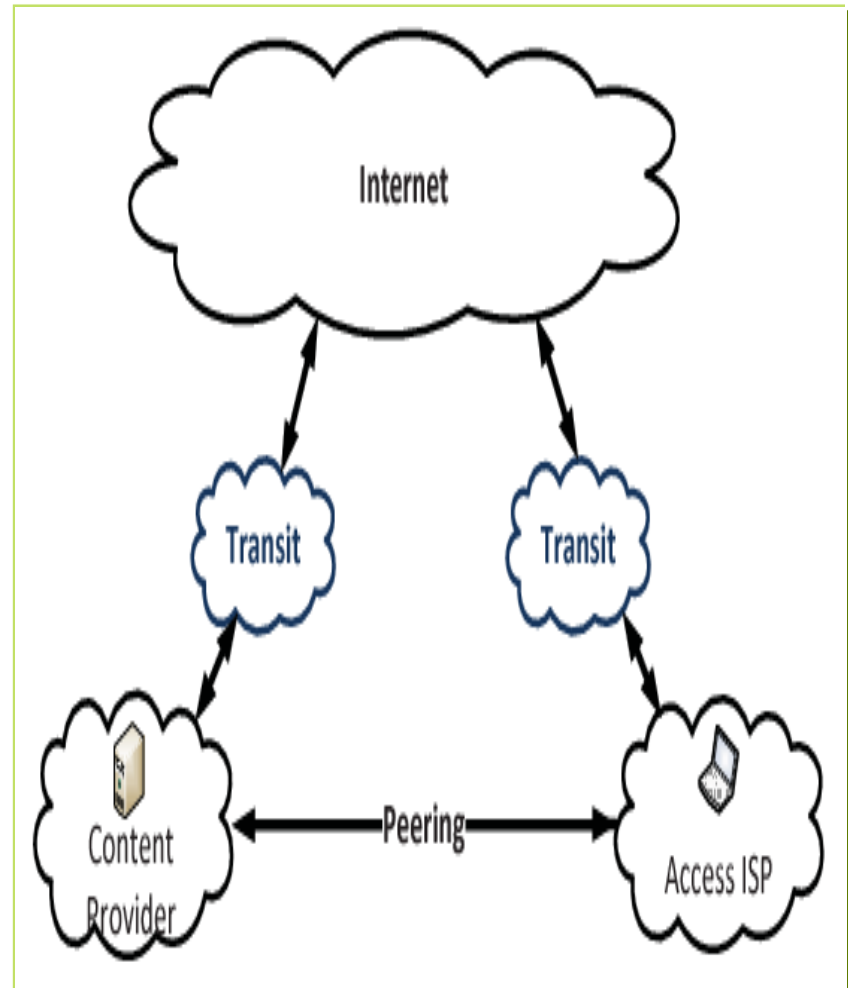 Internet
Transit
Transit
Peering
Content
Provider
Access ISP